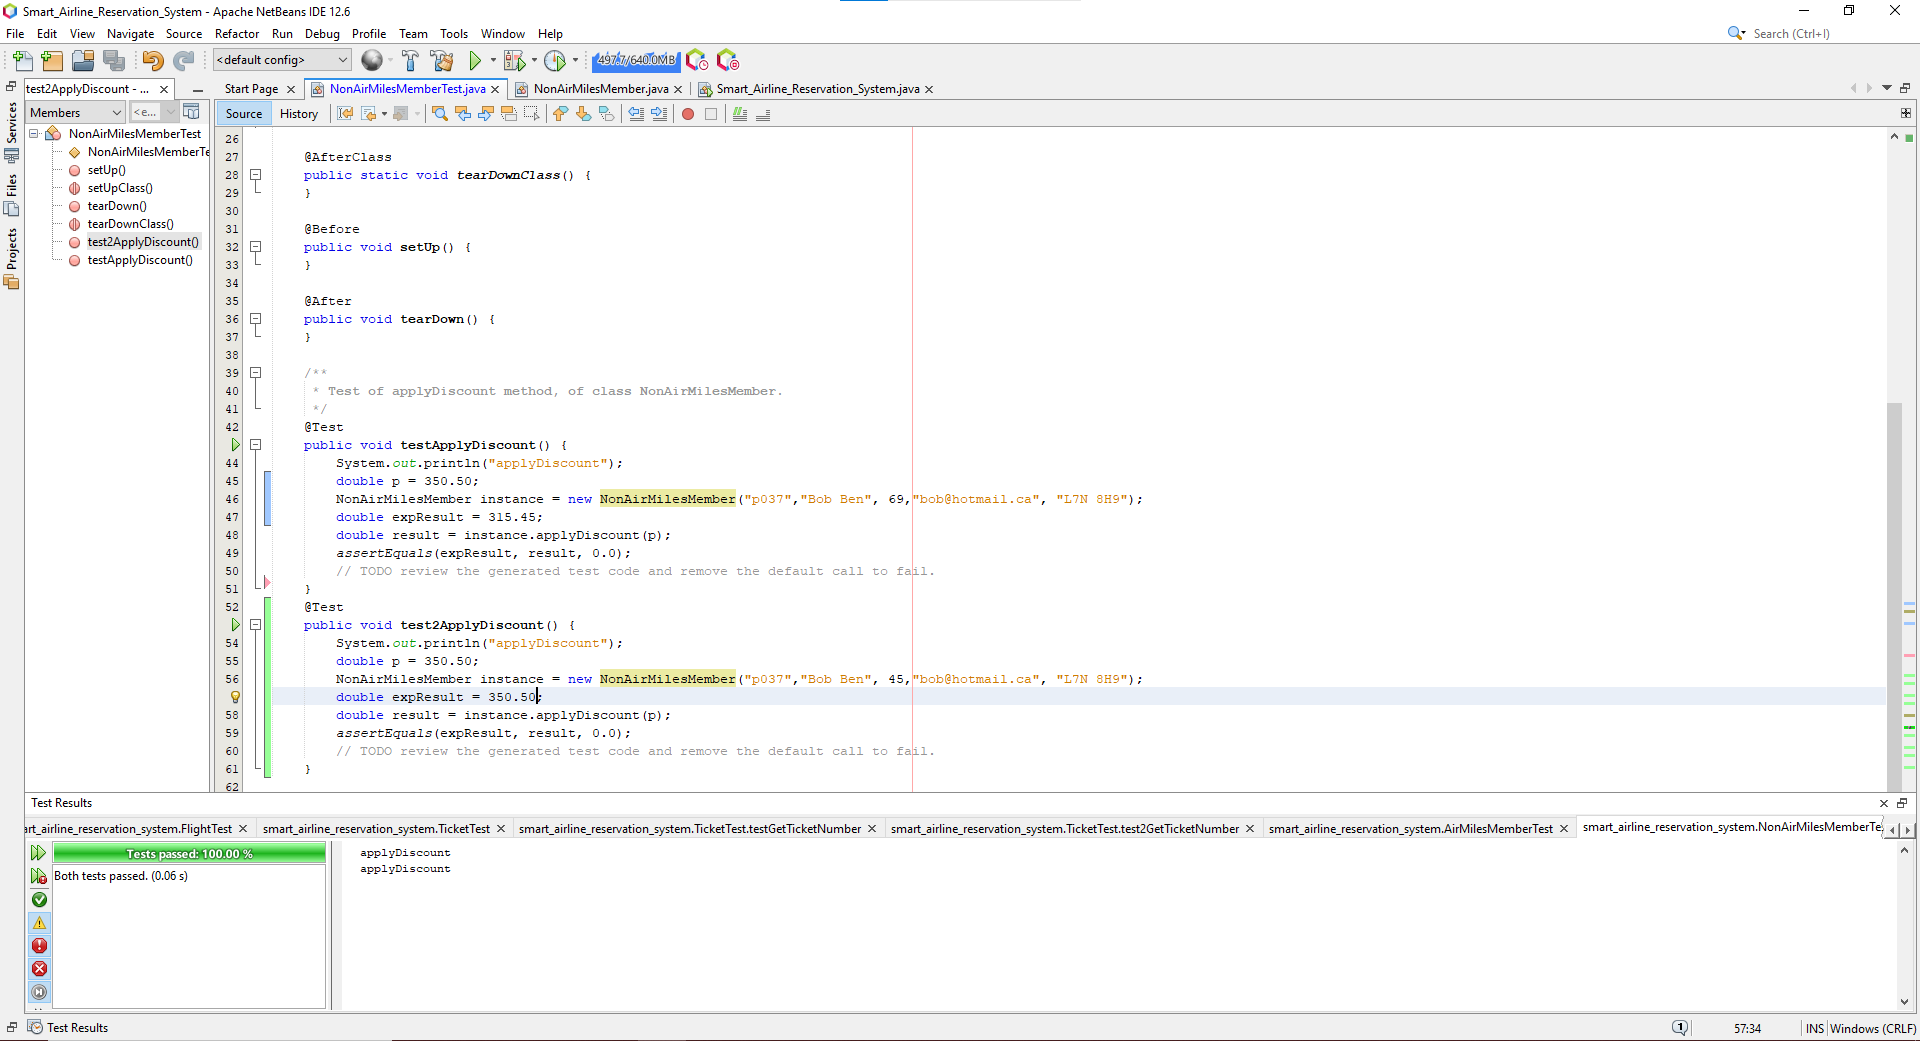 Smart_Airline_Reservation_System - Apache NetBeans IDE 12.6
File Edit View Navigate Source Refactor Run Debug Profile Team Tools Window Help
Search (Ctrl+I)
<default config>
497.7/640.0MB
test2ApplyDiscount - ...
Start Page
NonAirMilesMemberTest.java
NonAirMilesMember.java
Smart_Airline_Reservation_System.java
Services
Files
Projects
Members
<e...
Source History
NonAirMilesMemberTest
NonAirMilesMemberTe
setUp()
setUpClass()
tearDown()
tearDownClass()
test2ApplyDiscount()
testApplyDiscount()
26
27 @AfterClass
28 public static void tearDownClass() {
29 }
30
31 @Before
32 public void setUp() {
33 }
34
35 @After
36 public void tearDown() {
37 }
38
39 /**
40 * Test of applyDiscount method, of class NonAirMilesMember.
41 */
42 @Test
public void testApplyDiscount() {
44 System.out.println("applyDiscount");
45 double p = 350.50;
46 NonAirMilesMember instance = new NonAirMilesMember("p037","Bob Ben", 69,"bob@hotmail.ca", "L7N 8H9");
47 double expResult = 315.45;
48 double result = instance.applyDiscount(p);
49 assertEquals(expResult, result, 0.0);
50 // TODO review the generated test code and remove the default call to fail.
51 }
52 @Test
public void test2ApplyDiscount() {
54 System.out.println("applyDiscount");
55 double p = 350.50;
56 NonAirMilesMember instance = new NonAirMilesMember("p037","Bob Ben", 45,"bob@hotmail.ca", "L7N 8H9");
double expResult = 350.50;
58 double result = instance.applyDiscount(p);
59 assertEquals(expResult, result, 0.0);
60 // TODO review the generated test code and remove the default call to fail.
61 }
62
Test Results
rt_airline_reservation_system.FlightTest
smart_airline_reservation_system.TicketTest
smart_airline_reservation_system.TicketTest.testGetTicketNumber
smart_airline_reservation_system.TicketTest.test2GetTicketNumber
smart_airline_reservation_system.AirMilesMemberTest
smart_airline_reservation_system.NonAirMilesMemberTe
Tests passed: 100.00 %
Both tests passed. (0.06 s)
applyDiscount
applyDiscount
Test Results
1
57:34
INS
Windows (CRLF)